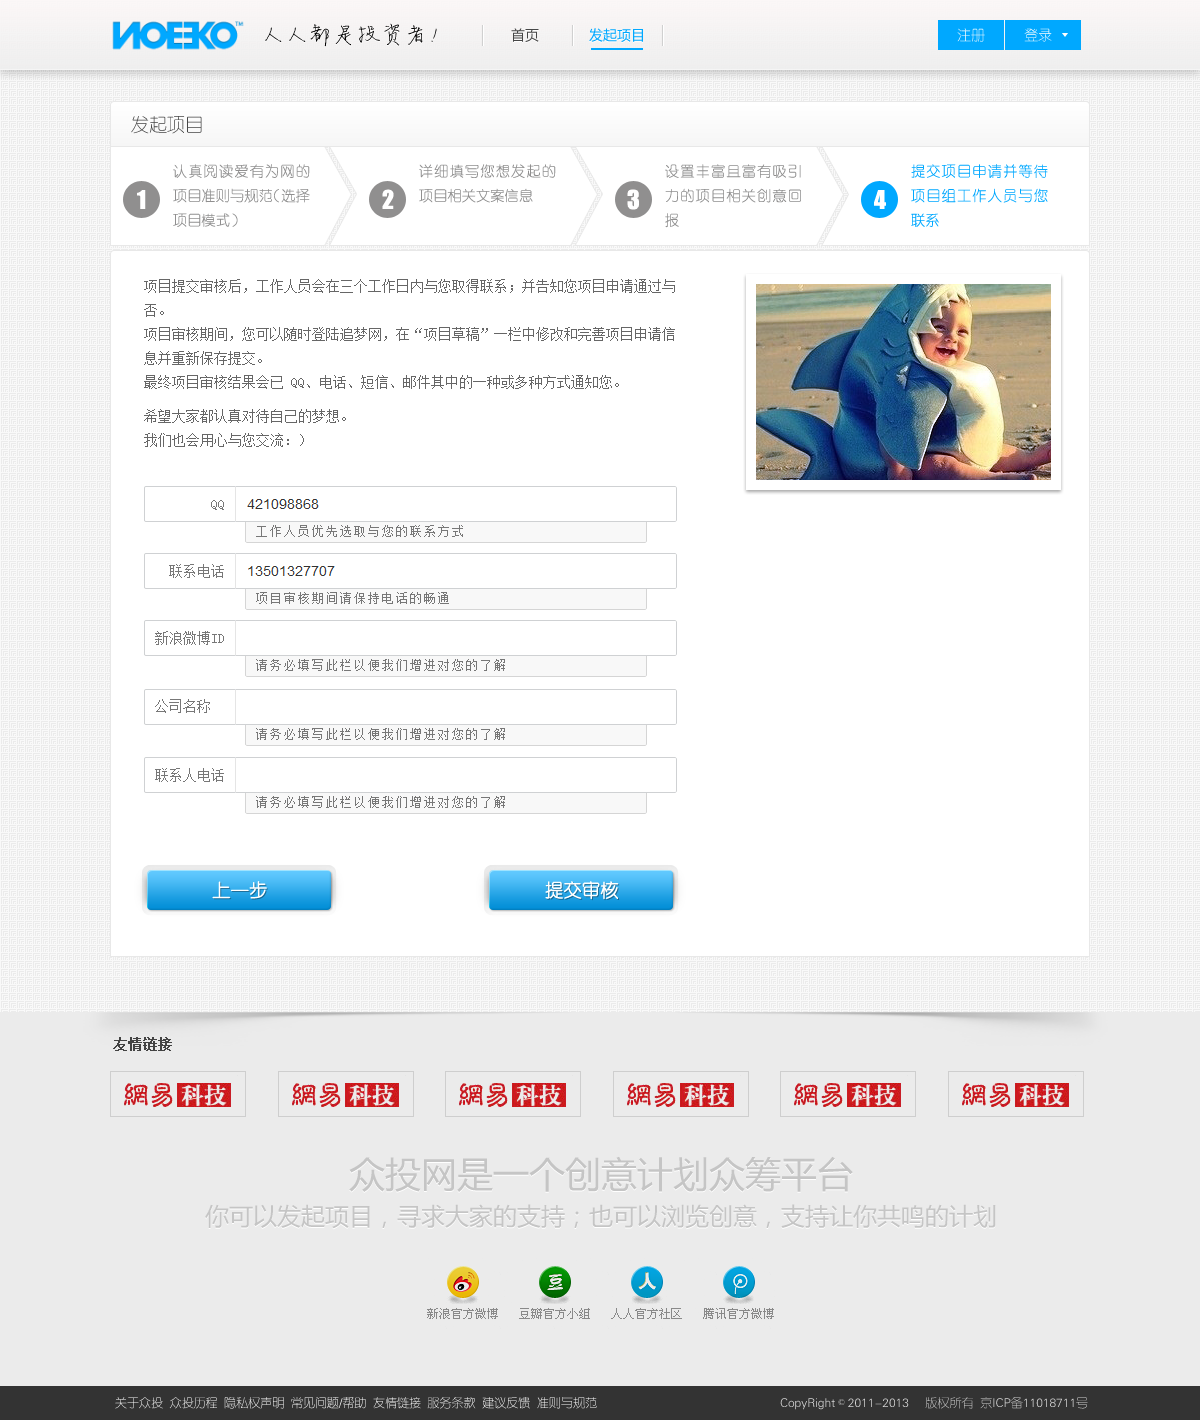 NOEKO™ 人人都是投资者！ 首页 发起项目 注册 登录
发起项目
1 认真阅读爱有为网的
项目准则与规范（选择
项目模式）
2 详细填写您想发起的
项目相关文案信息
3 设置丰富且富有吸引
力的项目相关创意回
报
4 提交项目申请并等待
项目组工作人员与您
联系
项目提交审核后，工作人员会在三个工作日内与您取得联系；并告知您项目申请通过与
否。
项目审核期间，您可以随时登陆追梦网，在“项目草稿”一栏中修改和完善项目申请信
息并重新保存提交。
最终项目审核结果会已 QQ、电话、短信、邮件其中的一种或多种方式通知您。
希望大家都认真对待自己的梦想。
我们也会用心与您交流：）
QQ 421098868
工作人员优先选取与您的联系方式
联系电话 13501327707
项目审核期间请保持电话的畅通
新浪微博ID
请务必填写此栏以便我们增进对您的了解
公司名称
请务必填写此栏以便我们增进对您的了解
联系人电话
请务必填写此栏以便我们增进对您的了解
上一步 提交审核
友情链接
網易科技 網易科技 網易科技 網易科技 網易科技 網易科技
众投网是一个创意计划众筹平台
你可以发起项目，寻求大家的支持；也可以浏览创意，支持让你共鸣的计划
豆 人
新浪官方微博 豆瓣官方小组 人人官方社区 腾讯官方微博
关于众投 众投历程 隐私权声明 常见问题/帮助 友情链接 服务条款 建议反馈 准则与规范 CopyRight © 2011-2013 版权所有 京ICP备11018711号